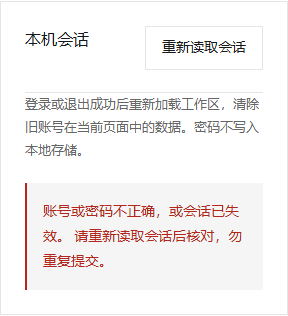 本机会话
重新读取会话
登录或退出成功后重新加载工作区，清除
旧账号在当前页面中的数据。密码不写入
本地存储。
账号或密码不正确，或会话已失
效。 请重新读取会话后核对，勿
重复提交。